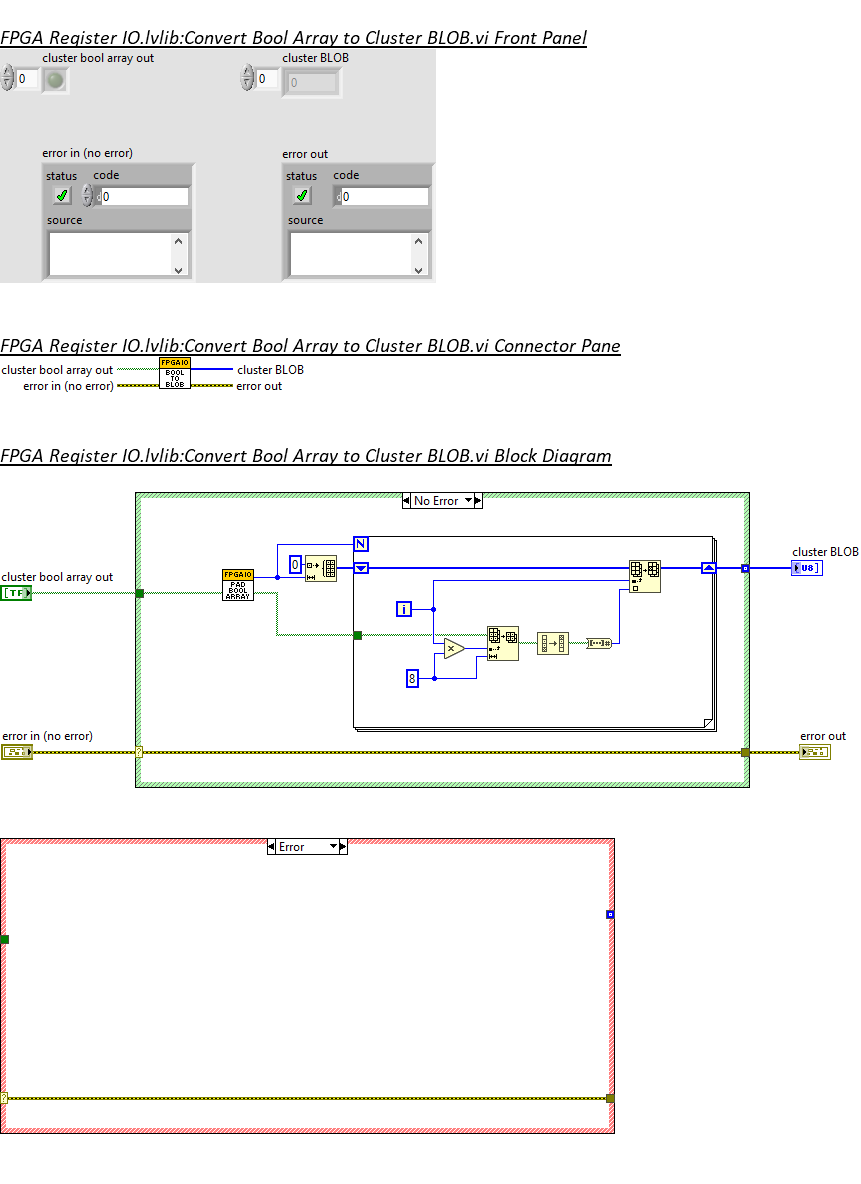 FPGA Register IO.lvlib:Convert Bool Array to Cluster BLOB.vi Front Panel
cluster bool array out
cluster BLOB
0
0
0
error in (no error)
error out
status code
status code
0
0
source
source
FPGA Register IO.lvlib:Convert Bool Array to Cluster BLOB.vi Connector Pane
cluster bool array out
FPGAIO
BOOL
TO
BLOB
cluster BLOB
error in (no error)
error out
FPGA Register IO.lvlib:Convert Bool Array to Cluster BLOB.vi Block Diagram
No Error
cluster bool array out
TF
FPGAIO
PAD
BOOL
ARRAY
0
N
i
x
8
#
cluster BLOB
U8
error in (no error)
?
error out
Error
?